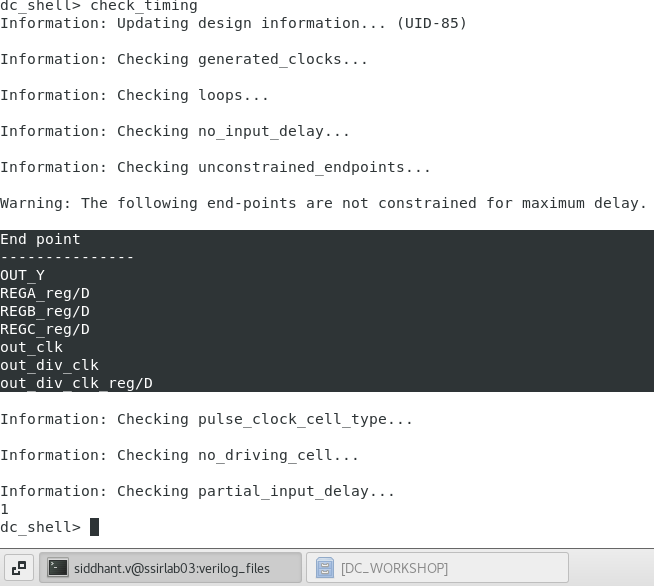 dc_shell> check_timing
Information: Updating design information... (UID-85)
Information: Checking generated_clocks...
Information: Checking loops...
Information: Checking no_input_delay...
Information: Checking unconstrained_endpoints...
Warning: The following end-points are not constrained for maximum delay.
End point
---------------
OUT_Y
REGA_reg/D
REGB_reg/D
REGC_reg/D
out_clk
out_div_clk
out_div_clk_reg/D
Information: Checking pulse_clock_cell_type...
Information: Checking no_driving_cell...
Information: Checking partial_input_delay...
1
dc_shell>
siddhant.v@ssirlab03:verilog_files
[DC_WORKSHOP]